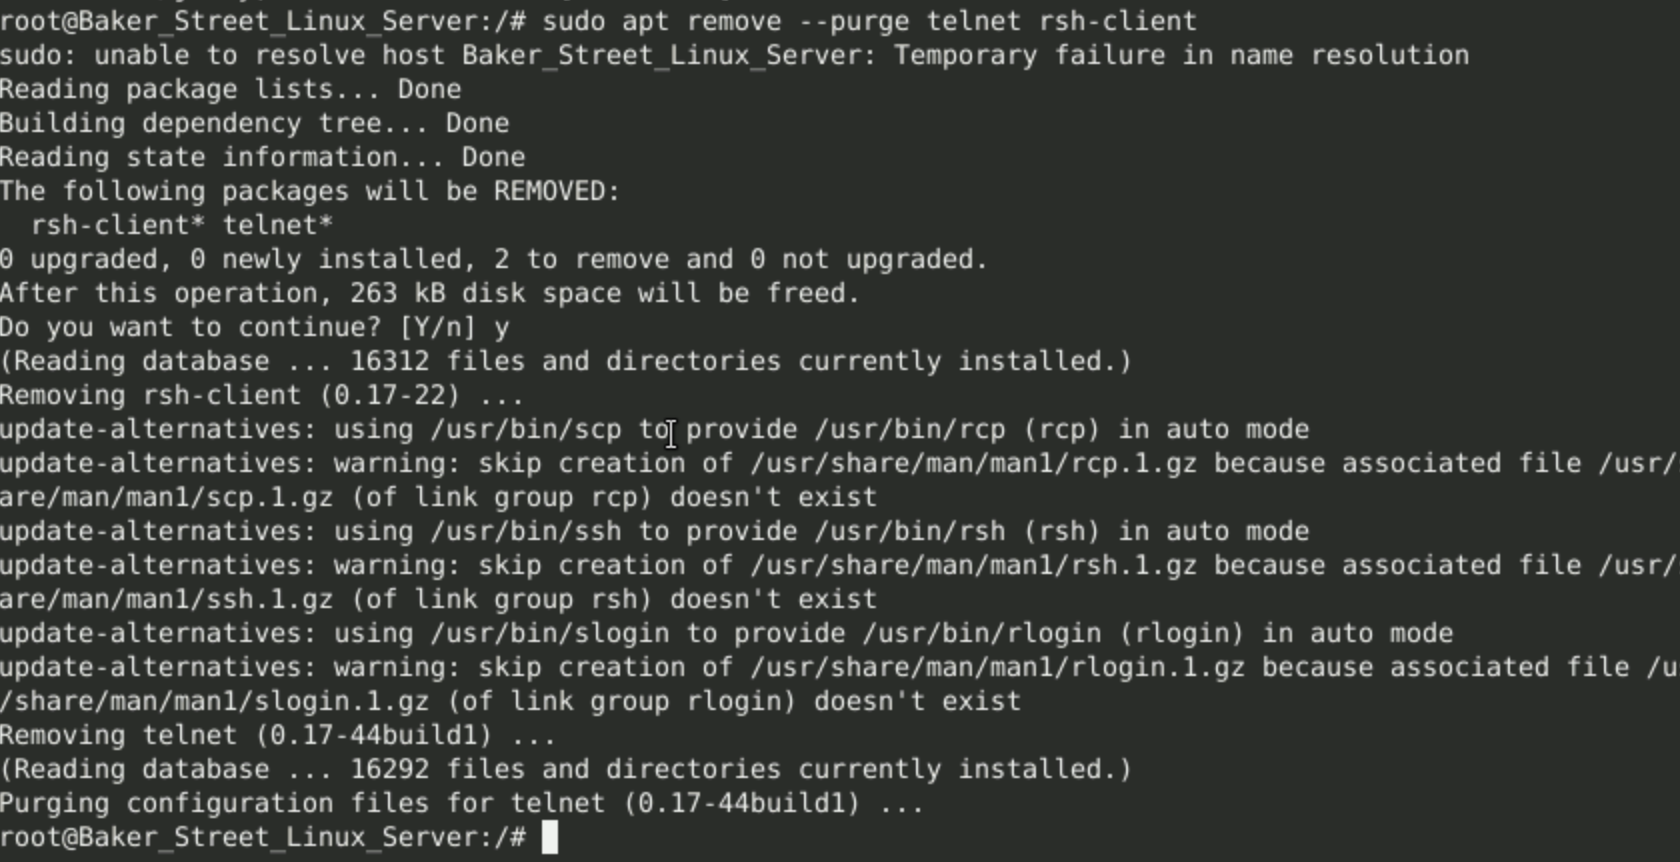 root@Baker_Street_Linux_Server:/# sudo apt remove --purge telnet rsh-client
sudo: unable to resolve host Baker_Street_Linux_Server: Temporary failure in name resolution
Reading package lists... Done
Building dependency tree... Done
Reading state information... Done
The following packages will be REMOVED:
  rsh-client* telnet*
0 upgraded, 0 newly installed, 2 to remove and 0 not upgraded.
After this operation, 263 kB disk space will be freed.
Do you want to continue? [Y/n] y
(Reading database ... 16312 files and directories currently installed.)
Removing rsh-client (0.17-22) ...
update-alternatives: using /usr/bin/scp to provide /usr/bin/rcp (rcp) in auto mode
update-alternatives: warning: skip creation of /usr/share/man/man1/rcp.1.gz because associated file /usr/
are/man/man1/scp.1.gz (of link group rcp) doesn't exist
update-alternatives: using /usr/bin/ssh to provide /usr/bin/rsh (rsh) in auto mode
update-alternatives: warning: skip creation of /usr/share/man/man1/rsh.1.gz because associated file /usr/
are/man/man1/ssh.1.gz (of link group rsh) doesn't exist
update-alternatives: using /usr/bin/slogin to provide /usr/bin/rlogin (rlogin) in auto mode
update-alternatives: warning: skip creation of /usr/share/man/man1/rlogin.1.gz because associated file /u
/share/man/man1/slogin.1.gz (of link group rlogin) doesn't exist
Removing telnet (0.17-44build1) ...
(Reading database ... 16292 files and directories currently installed.)
Purging configuration files for telnet (0.17-44build1) ...
root@Baker_Street_Linux_Server:/#